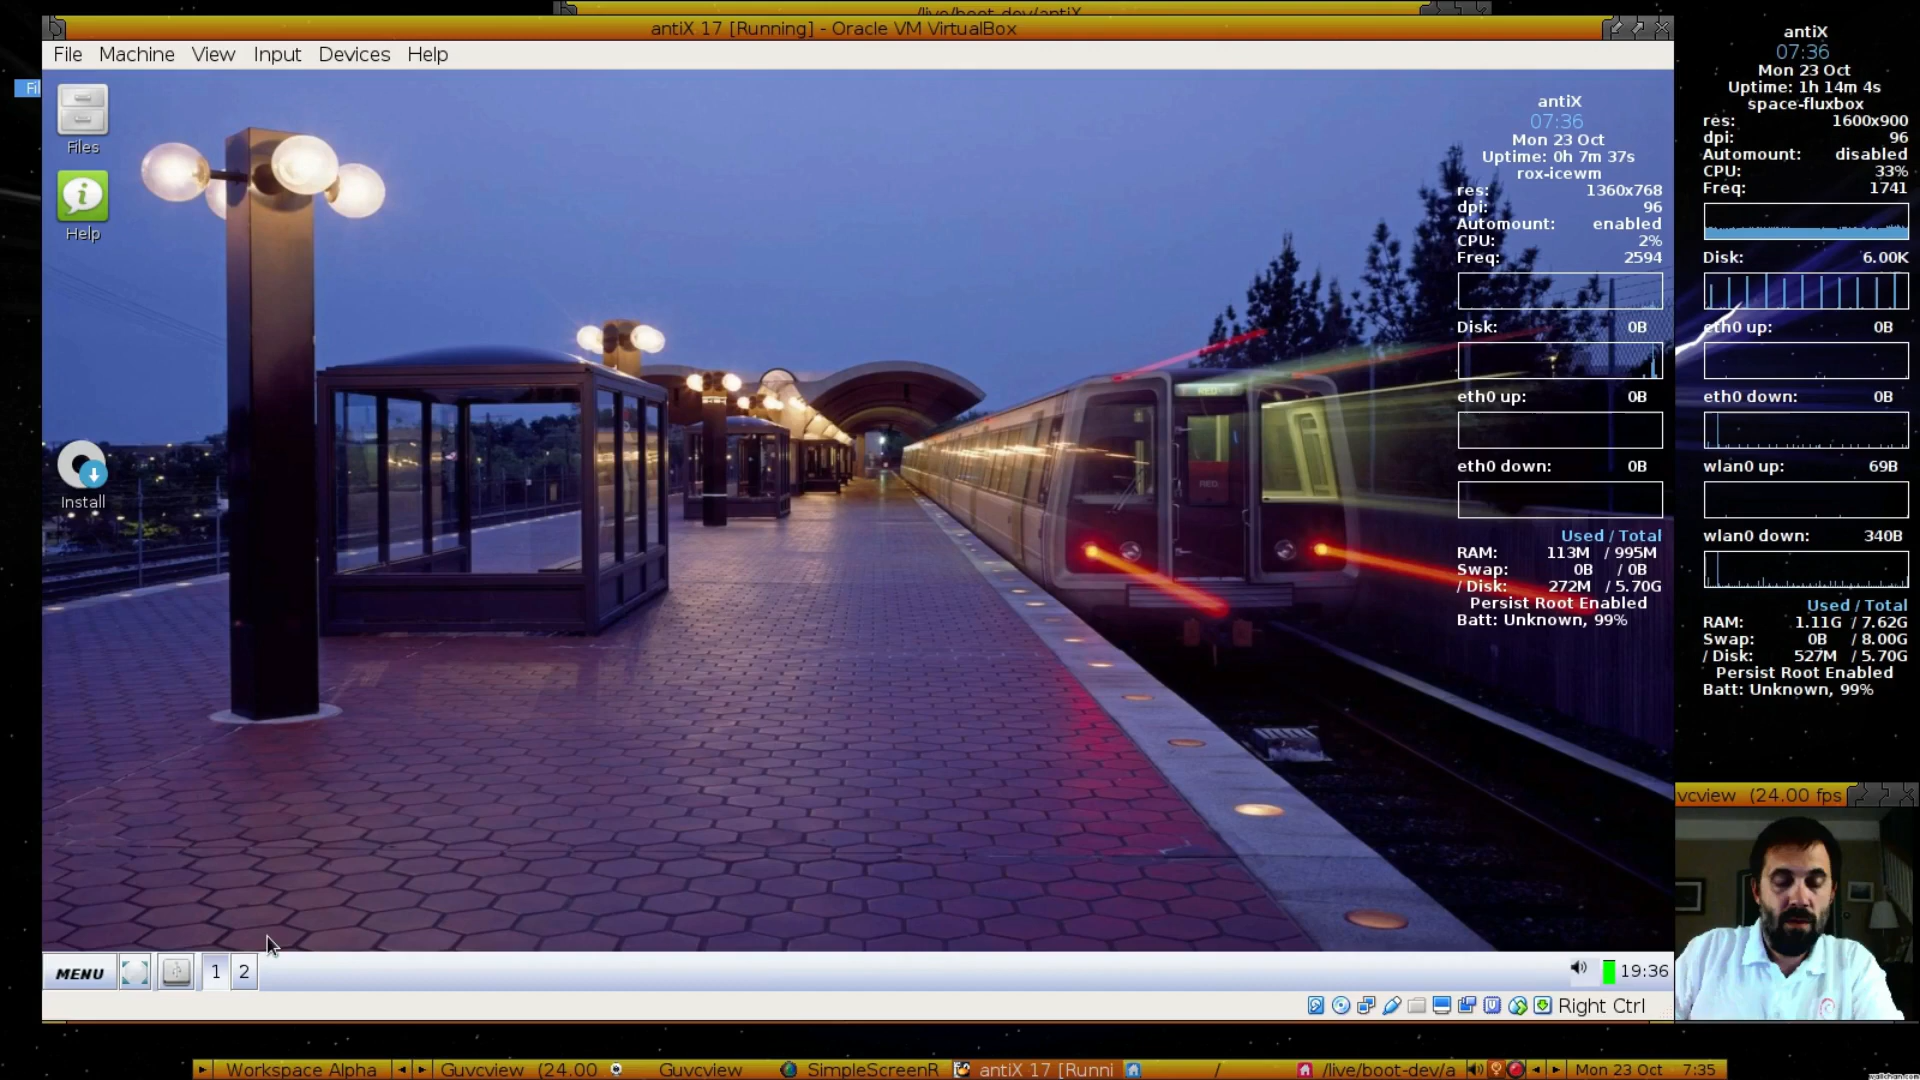 /live/boot-dev/antiX
antiX 17 [Running] - Oracle VM VirtualBox
File Machine View Input Devices Help
Fil
Files
Help
Install
antiX
07:36
Mon 23 Oct
Uptime: 0h 7m 37s
rox-icewm
res: 1360x768
dpi: 96
Automount: enabled
CPU: 2%
Freq: 2594
Disk: 0B
eth0 up: 0B
eth0 down: 0B
Used / Total
RAM: 113M / 995M
Swap: 0B / 0B
/ Disk: 272M / 5.70G
Persist Root Enabled
Batt: Unknown, 99%
RED
RED
antiX
07:36
Mon 23 Oct
Uptime: 1h 14m 4s
space-fluxbox
res: 1600x900
dpi: 96
Automount: disabled
CPU: 33%
Freq: 1741
Disk: 6.00K
eth0 up: 0B
eth0 down: 0B
wlan0 up: 69B
wlan0 down: 340B
Used / Total
RAM: 1.11G / 7.62G
Swap: 0B / 8.00G
/ Disk: 527M / 5.70G
Persist Root Enabled
Batt: Unknown, 99%
vcview (24.00 fps
MENU 1 2 19:36
Right Ctrl
Workspace Alpha Guvcview (24.00 Guvcview SimpleScreenR antiX 17 [Runni / /live/boot-dev/a Mon 23 Oct 7:35